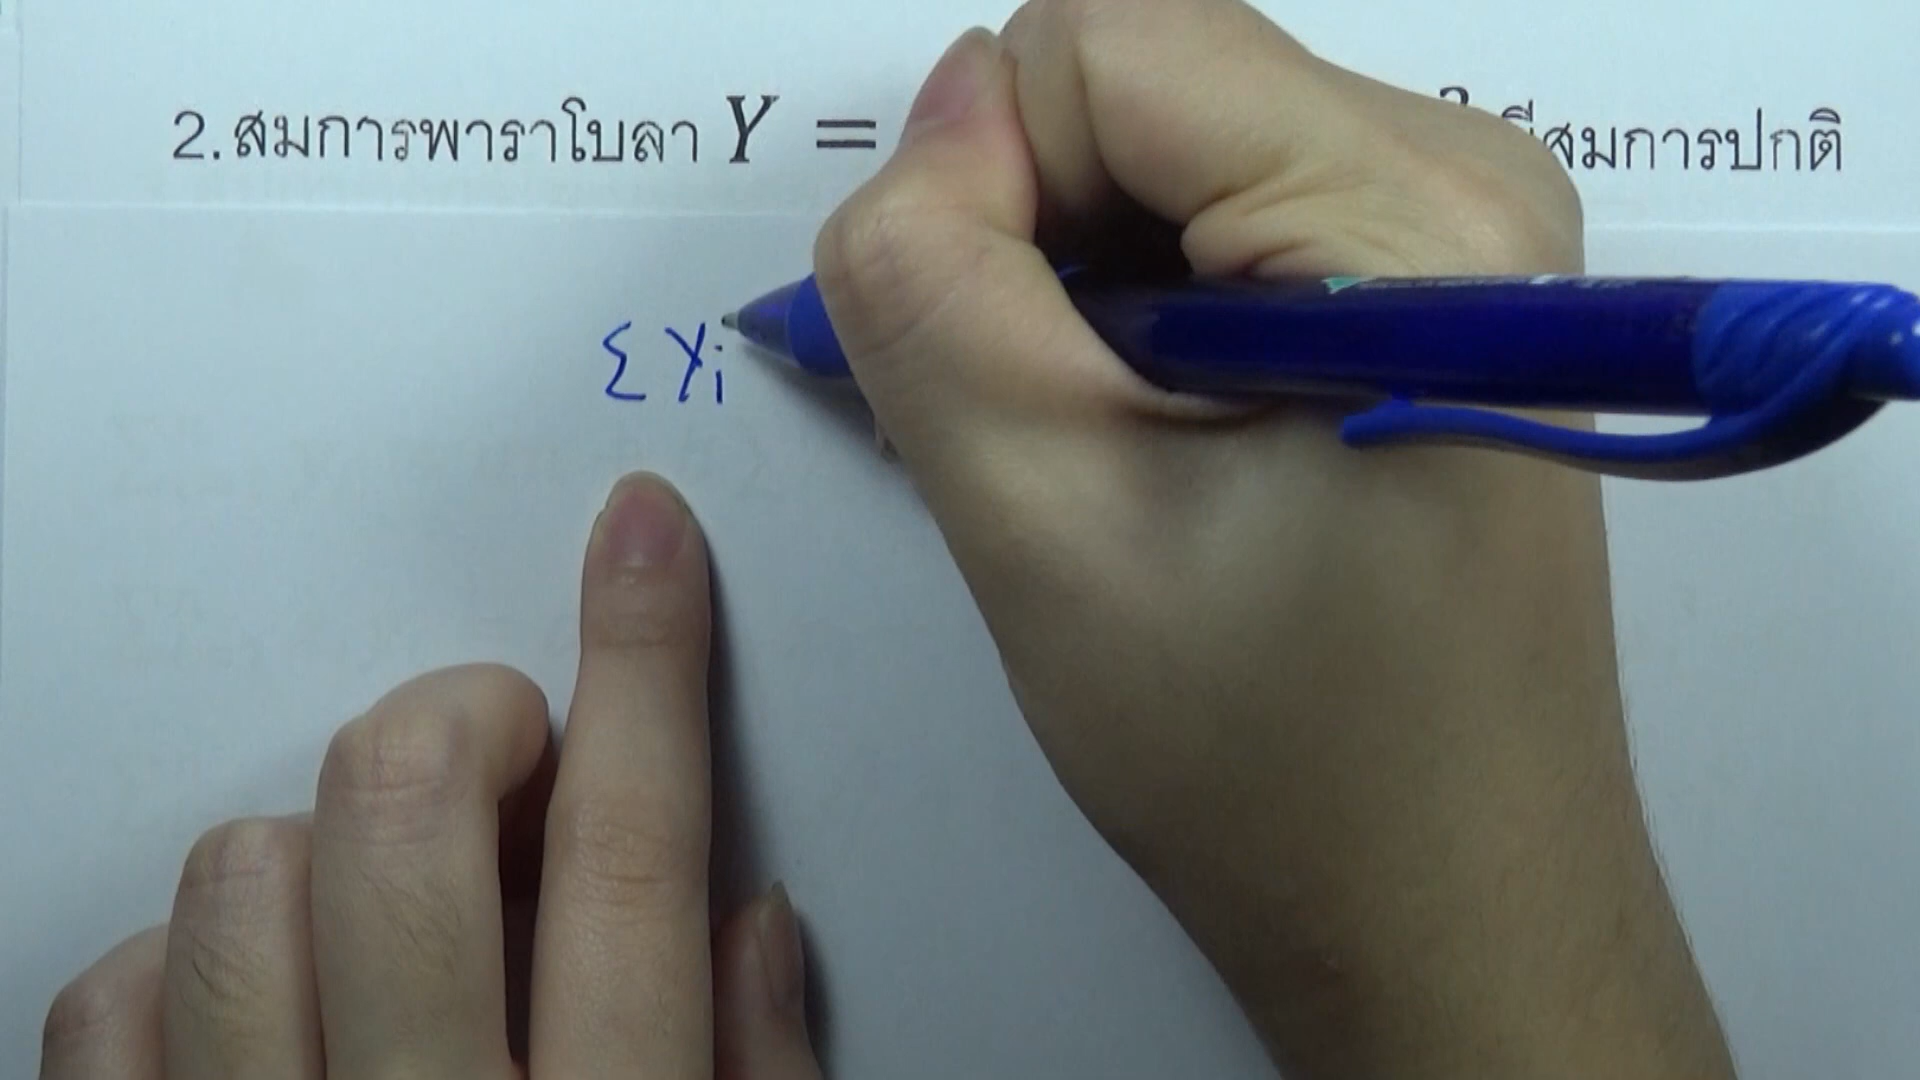 2.สมการพาราโบลา Y = 2 มีสมการปกติ
Σ yi